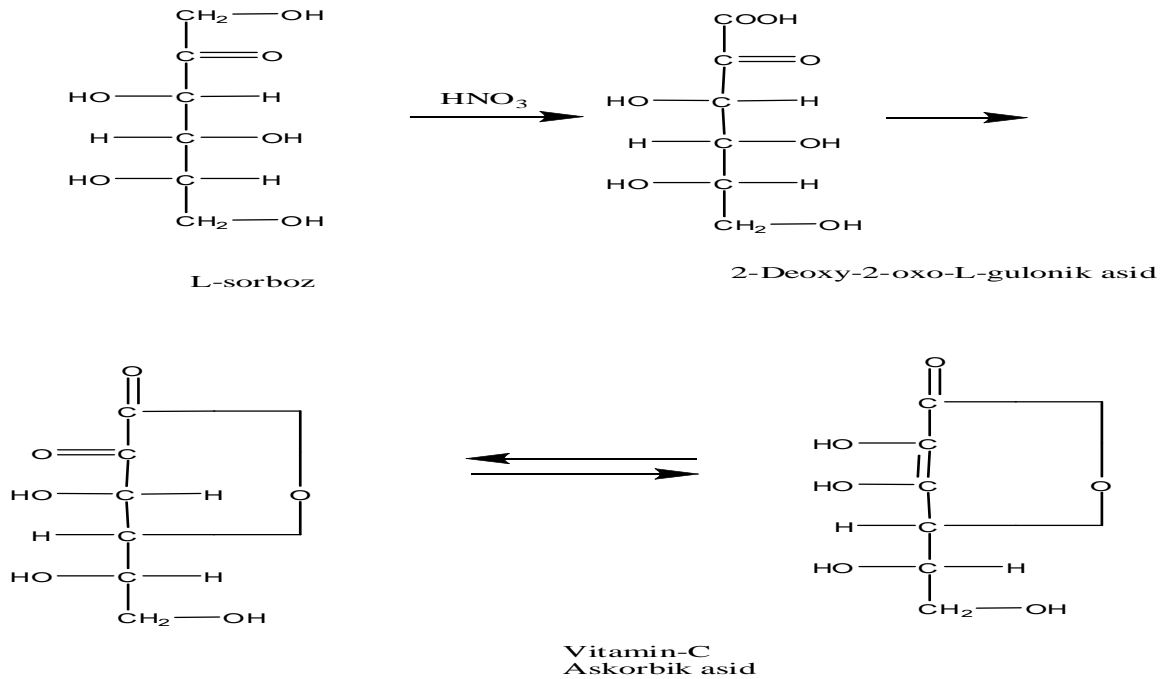 CH₂ OH
C O
HO C H
H C OH
HO C H
CH₂ OH
L-sorboz
HNO₃
COOH
C O
HO C H
H C OH
HO C H
CH₂ OH
2-Deoxy-2-oxo-L-gulonik asid
O
C
O C
HO C H
O
H C
HO C H
CH₂ OH
O
C
HO C
HO C
O
H C
HO C H
CH₂ OH
Vitamin-C
Askorbik asid